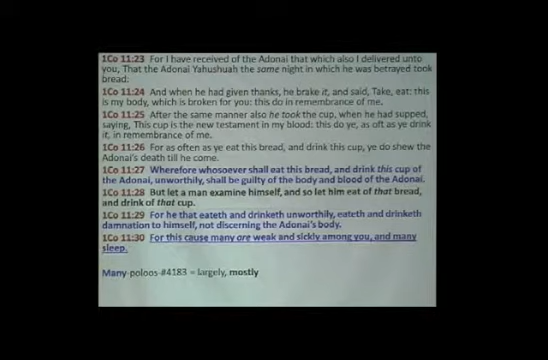 1Co 11:23 For I have received of the Adonai that which also I delivered unto
you, That the Adonai Yahushuah the same night in which he was betrayed took
bread:
1Co 11:24 And when he had given thanks, he brake it, and said, Take, eat: this
is my body, which is broken for you: this do in remembrance of me.
1Co 11:25 After the same manner also he took the cup, when he had supped,
saying, This cup is the new testament in my blood: this do ye, as oft as ye drink
it, in remembrance of me.
1Co 11:26 For as often as ye eat this bread, and drink this cup, ye do shew the
Adonai's death till he come.
1Co 11:27 Wherefore whosoever shall eat this bread, and drink this cup of
the Adonai, unworthily, shall be guilty of the body and blood of the Adonai.
1Co 11:28 But let a man examine himself, and so let him eat of that bread,
and drink of that cup.
1Co 11:29 For he that eateth and drinketh unworthily, eateth and drinketh
damnation to himself, not discerning the Adonai's body.
1Co 11:30 For this cause many are weak and sickly among you, and many
sleep.
Many-poloos-#4183 = largely, mostly